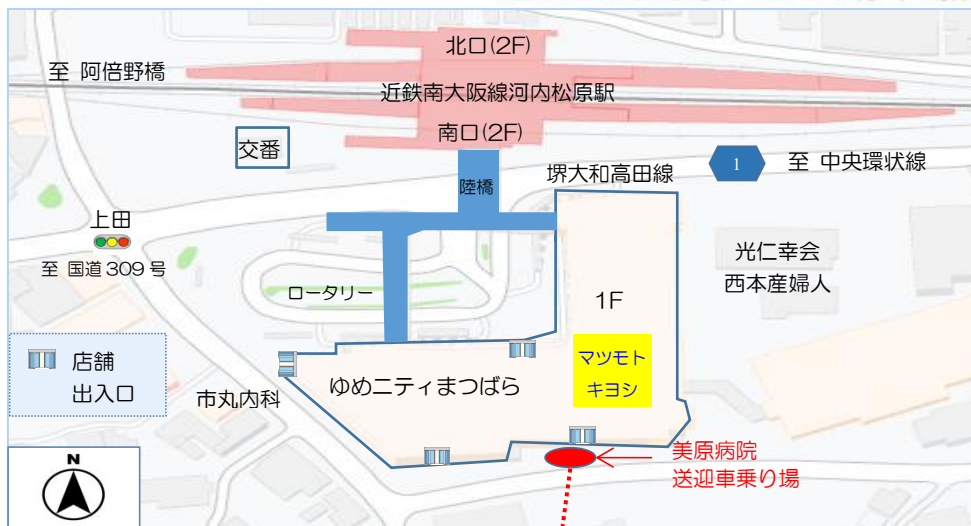 北口(2F)
至 阿倍野橋
近鉄南大阪線河内松原駅
南口(2F)
交番
1
至 中央環状線
堺大和高田線
陸橋
上田
至 国道309号
光仁幸会
西本産婦人
ロータリー
1F
店舗
出入口
マツモト
キヨシ
ゆめニティまつばら
市丸内科
美原病院
送迎車乗り場
N